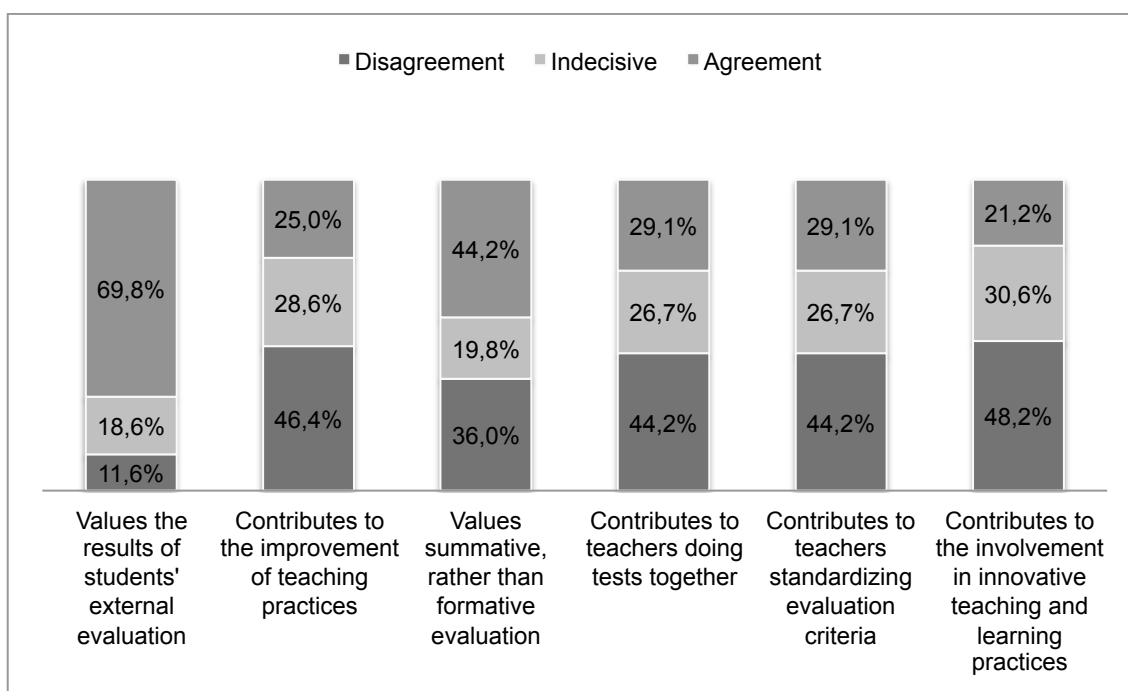 Disagreement Indecisive Agreement
69,8%
18,6%
11,6%
25,0%
28,6%
46,4%
44,2%
19,8%
36,0%
29,1%
26,7%
44,2%
29,1%
26,7%
44,2%
21,2%
30,6%
48,2%
Values the
results of
students'
external
evaluation
Contributes to
the improvement
of teaching
practices
Values
summative,
rather than
formative
evaluation
Contributes to
teachers doing
tests together
Contributes to
teachers
standardizing
evaluation
criteria
Contributes to
the involvement
in innovative
teaching and
learning
practices